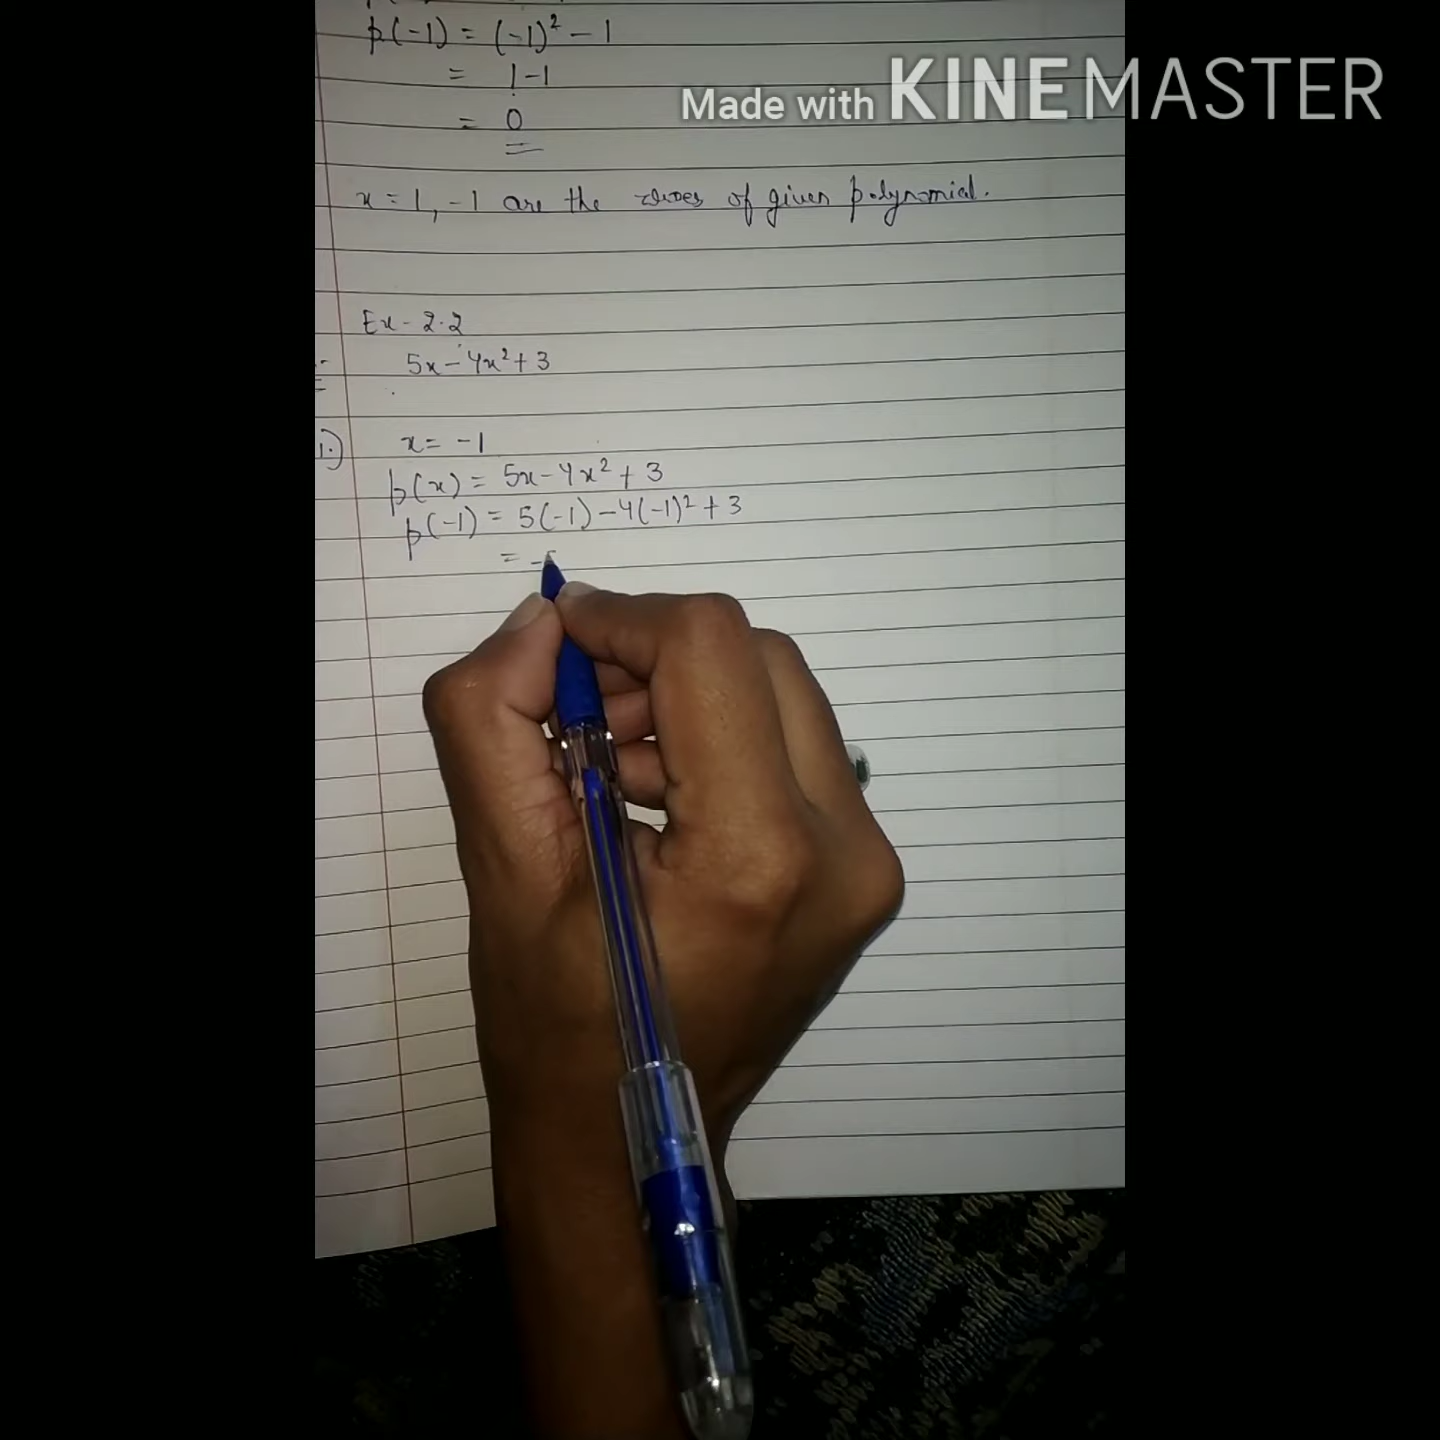 p(-1) = (-1)² - 1
= 1 - 1
= 0
Made with KINEMASTER
x = 1, -1 are the zeroes of given polynomial.
Ex - 2.2
5x - 4x² + 3
i.) x = -1
p(x) = 5x - 4x² + 3
p(-1) = 5(-1) - 4(-1)² + 3
= -